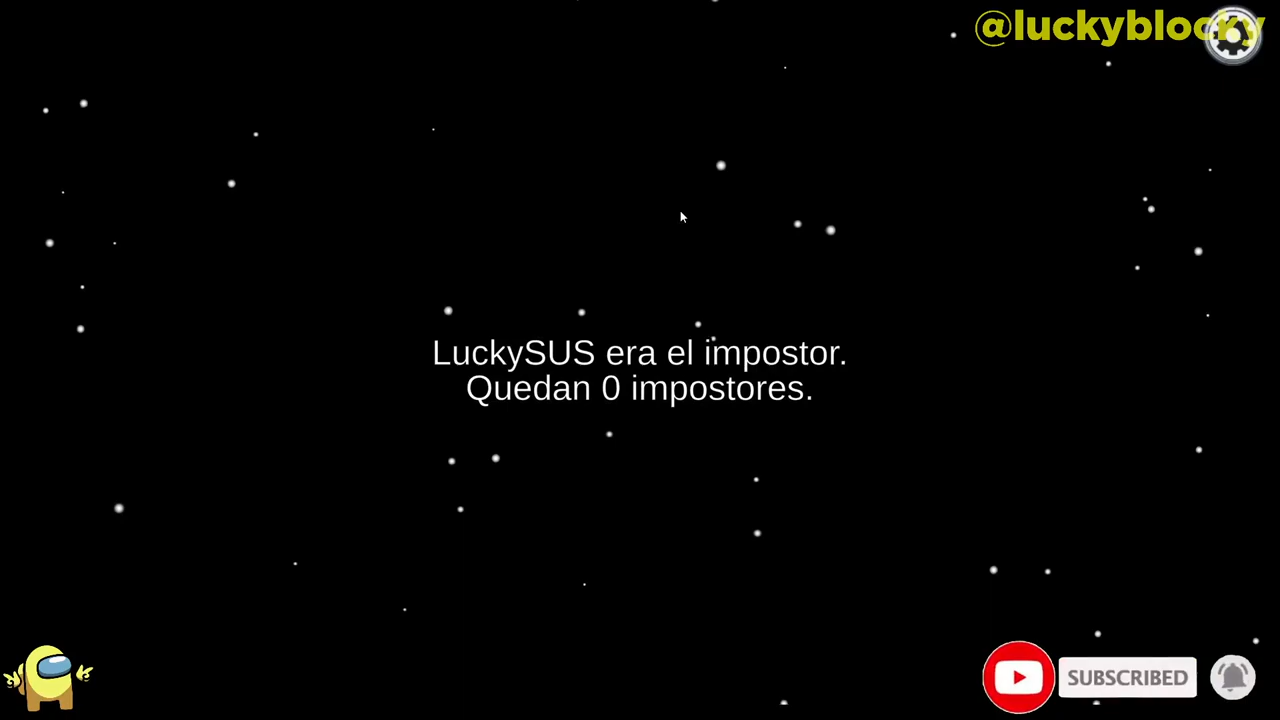 @luckyblocky
LuckySUS era el impostor.
Quedan 0 impostores.
SUBSCRIBED